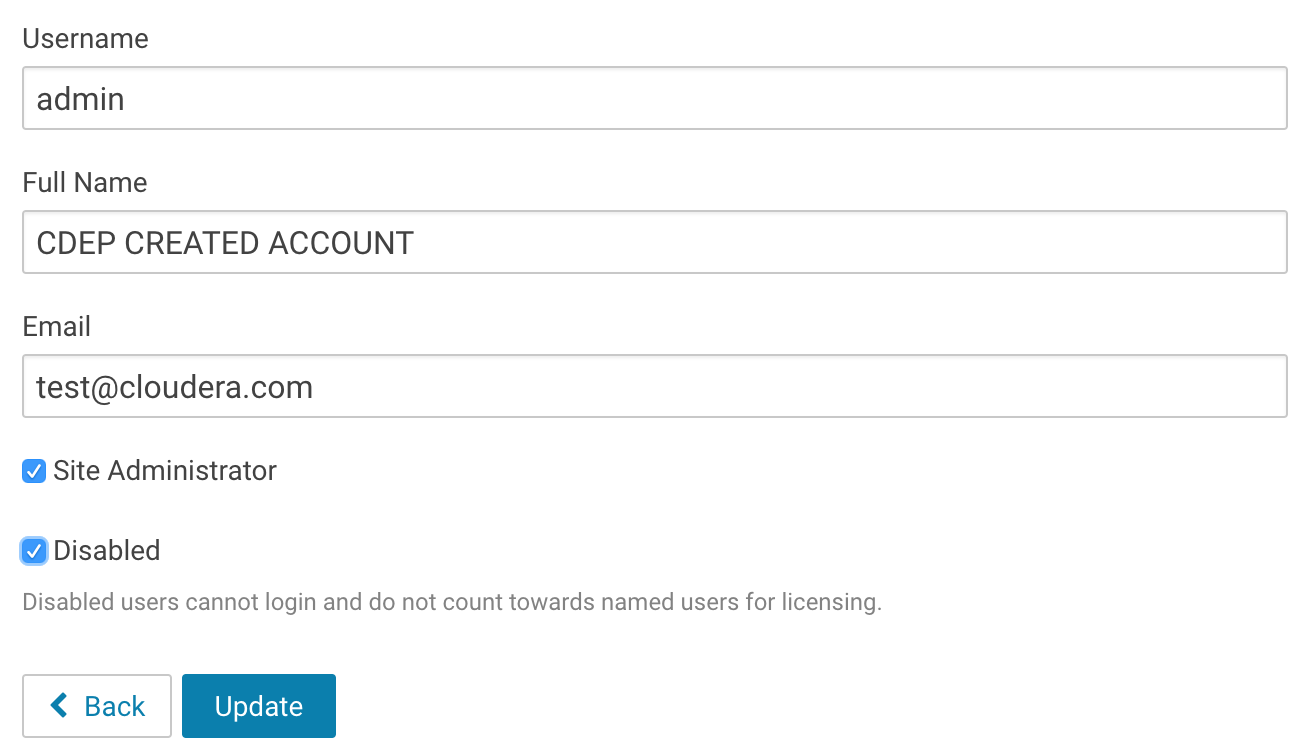 Username
admin
Full Name
CDEP CREATED ACCOUNT
Email
test@cloudera.com
Site Administrator
Disabled
Disabled users cannot login and do not count towards named users for licensing.
Back Update